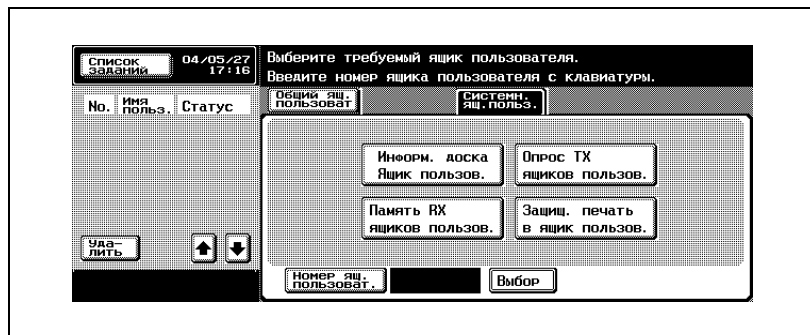 Список заданий
04/05/27
17:16
Выберите требуемый ящик пользователя.
Введите номер ящика пользователя с клавиатуры.
No.
Имя польз.
Статус
Общий ящ. пользоват
Системн. ящ.польз.
Информ. доска
Ящик пользов.
Опрос TX
ящиков пользов.
Память RX
ящиков пользов.
Защищ. печать
в ящик пользов.
Уда-
лить
Номер ящ.
пользоват.
Выбор